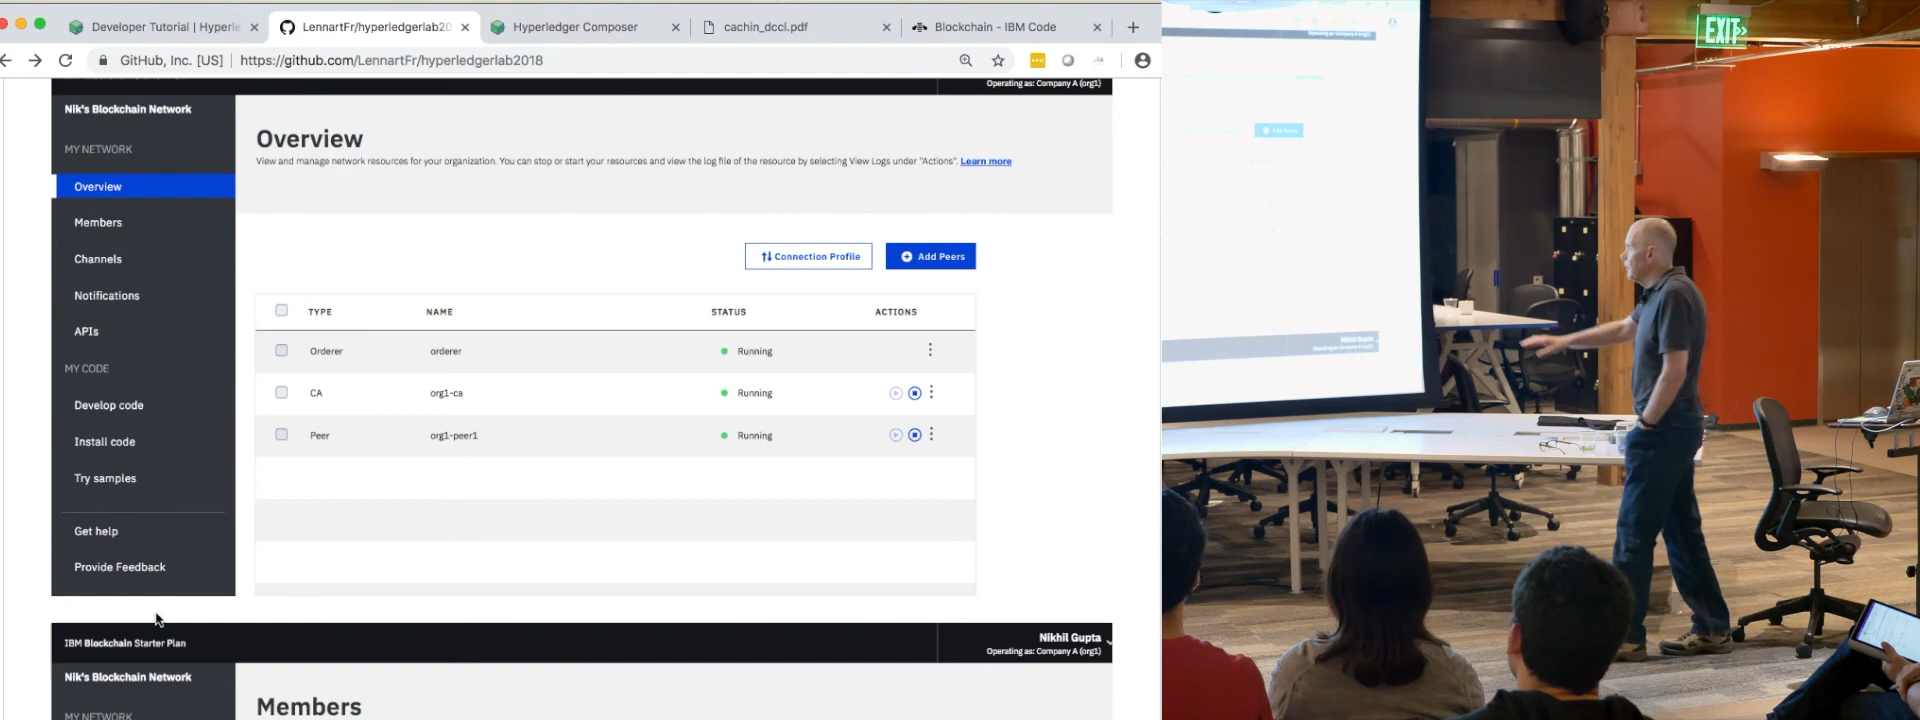 Developer Tutorial | Hyperle
LennartFr/hyperledgerlab20
Hyperledger Composer
cachin_dccl.pdf
Blockchain - IBM Code
GitHub, Inc. [US]
https://github.com/LennartFr/hyperledgerlab2018
Operating as: Company A (org1)
Nik's Blockchain Network
MY NETWORK
Overview
Members
Channels
Notifications
APIs
MY CODE
Develop code
Install code
Try samples
Get help
Provide Feedback
Overview
View and manage network resources for your organization. You can stop or start your resources and view the log file of the resource by selecting View Logs under "Actions". Learn more
Connection Profile
Add Peers
TYPE NAME STATUS ACTIONS
Orderer orderer Running
CA org1-ca Running
Peer org1-peer1 Running
IBM Blockchain Starter Plan
Nikhil Gupta
Operating as: Company A (org1)
Nik's Blockchain Network
MY NETWORK
Members
EXIT
Add Peers
Nikhil Gupta